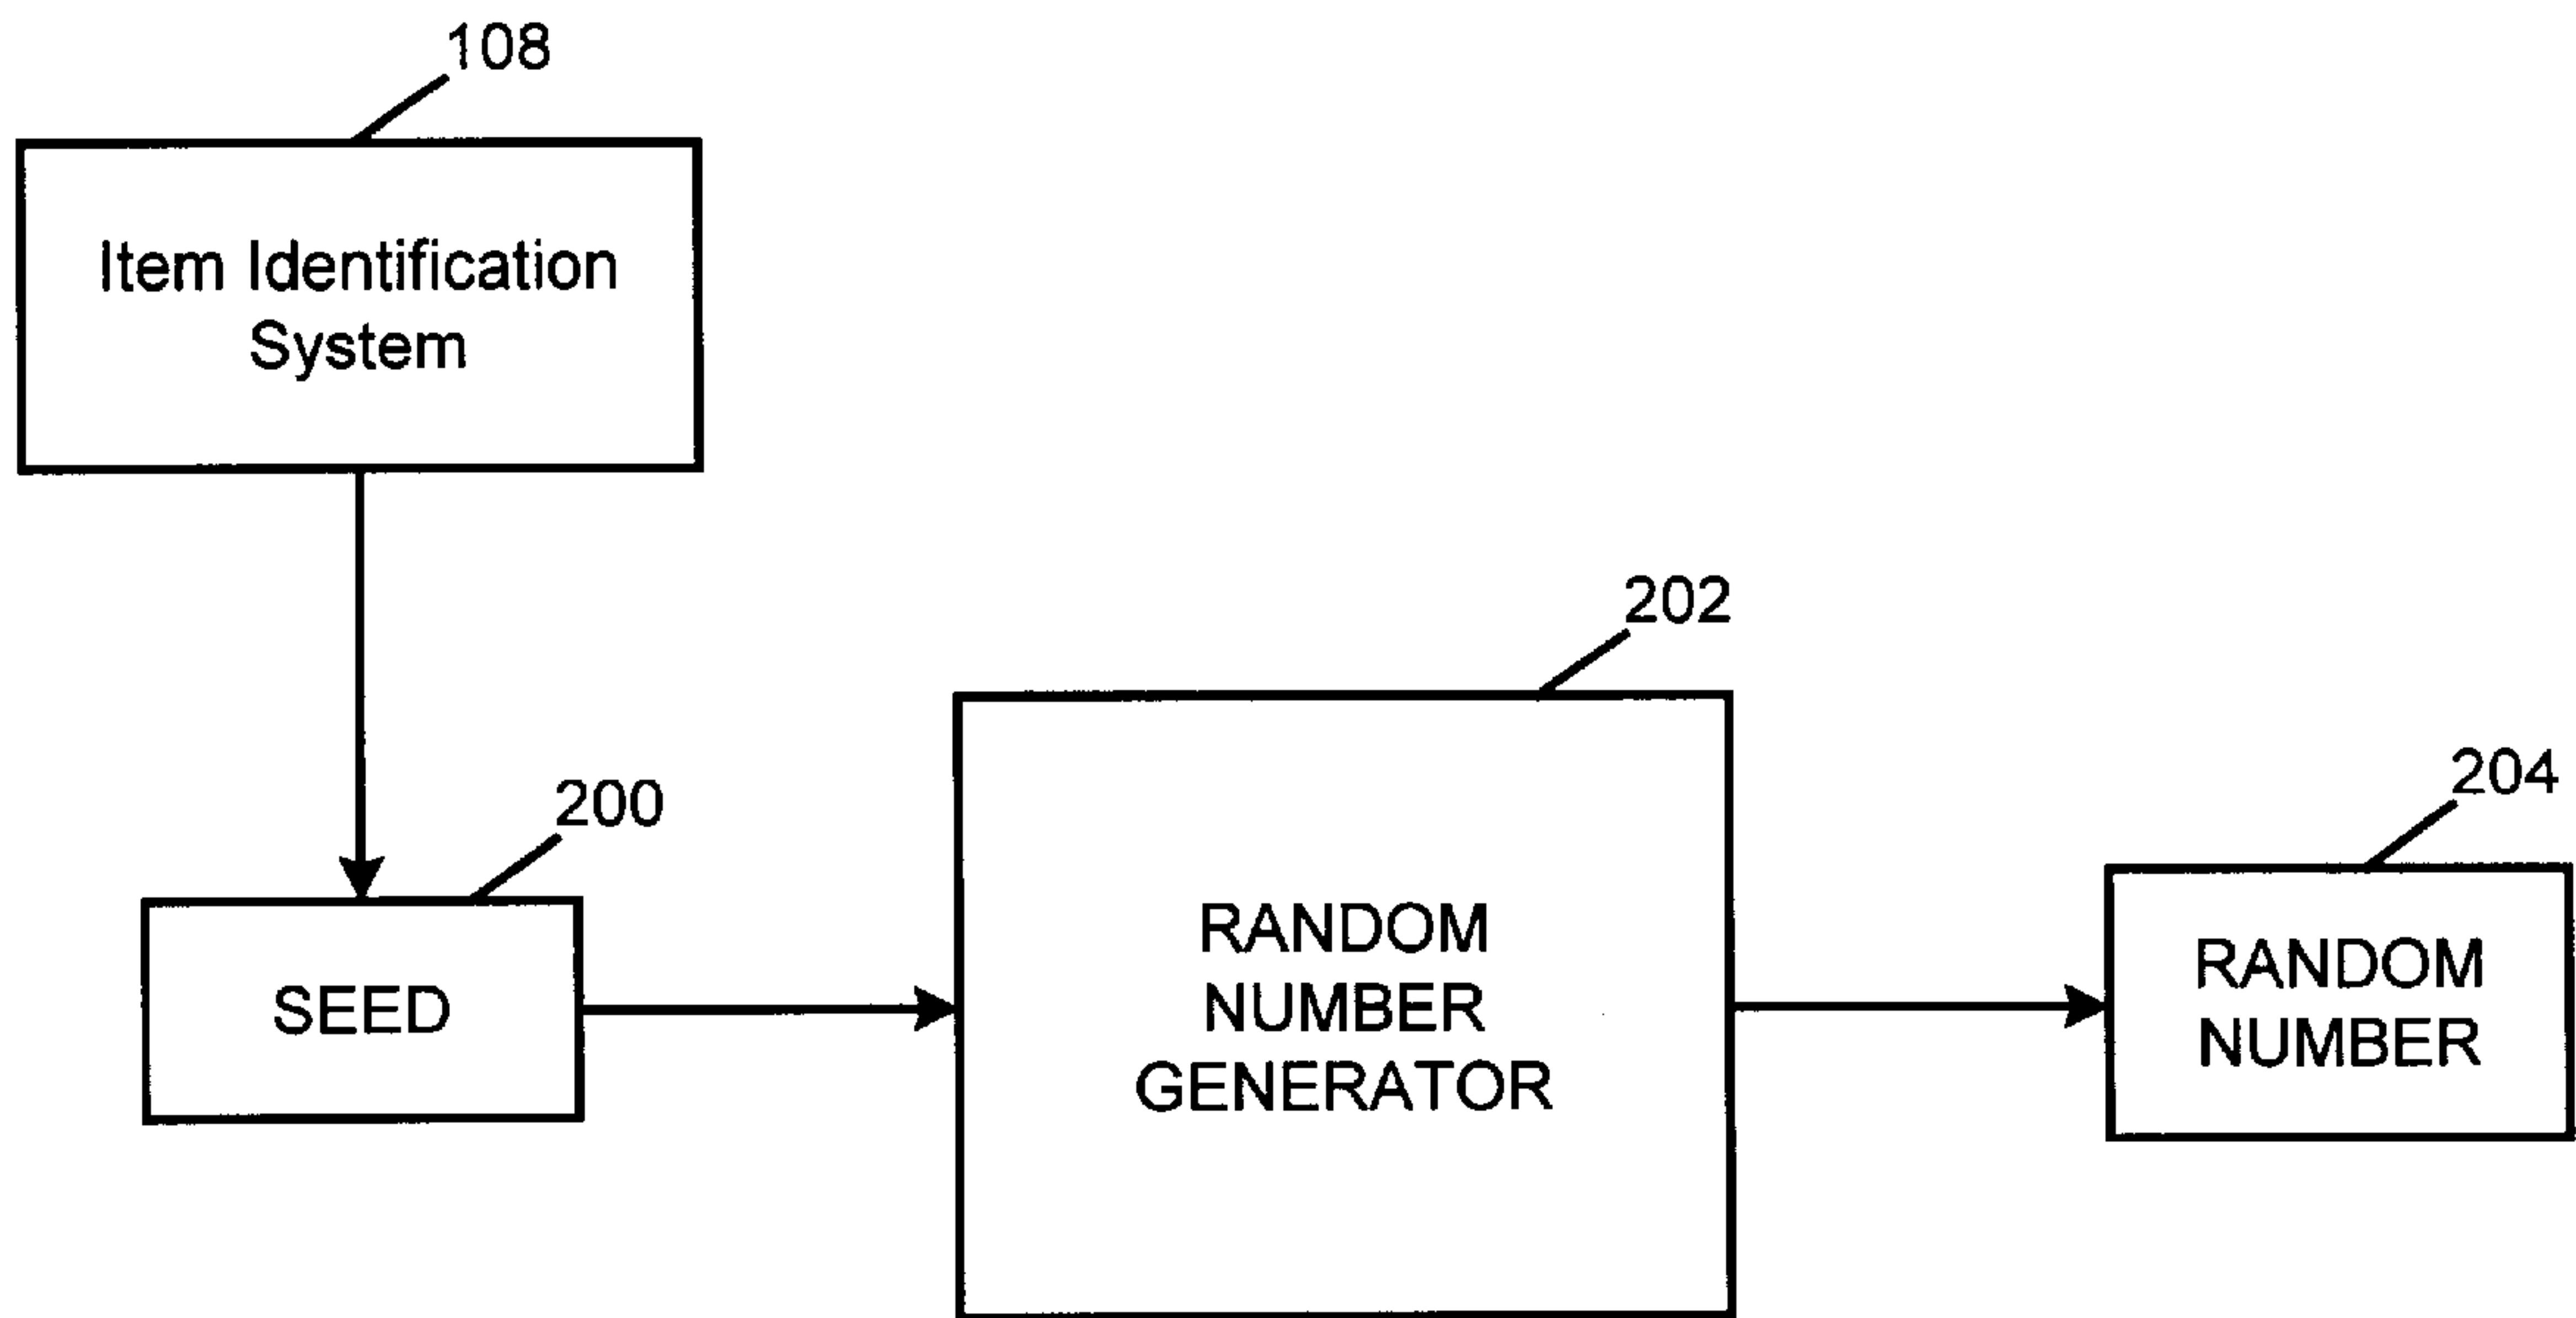 108
Item Identification
System
202
204
200
SEED
RANDOM
NUMBER
GENERATOR
RANDOM
NUMBER